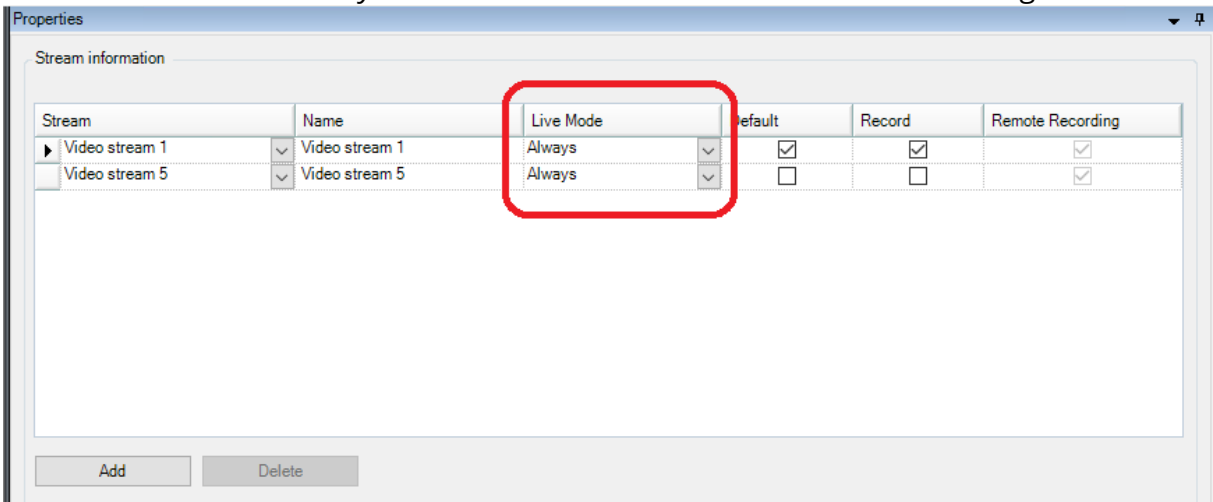 Properties
Stream information
Stream Name Live Mode Default Record Remote Recording
Video stream 1 Video stream 1 Always
Video stream 5 Video stream 5 Always
Add Delete